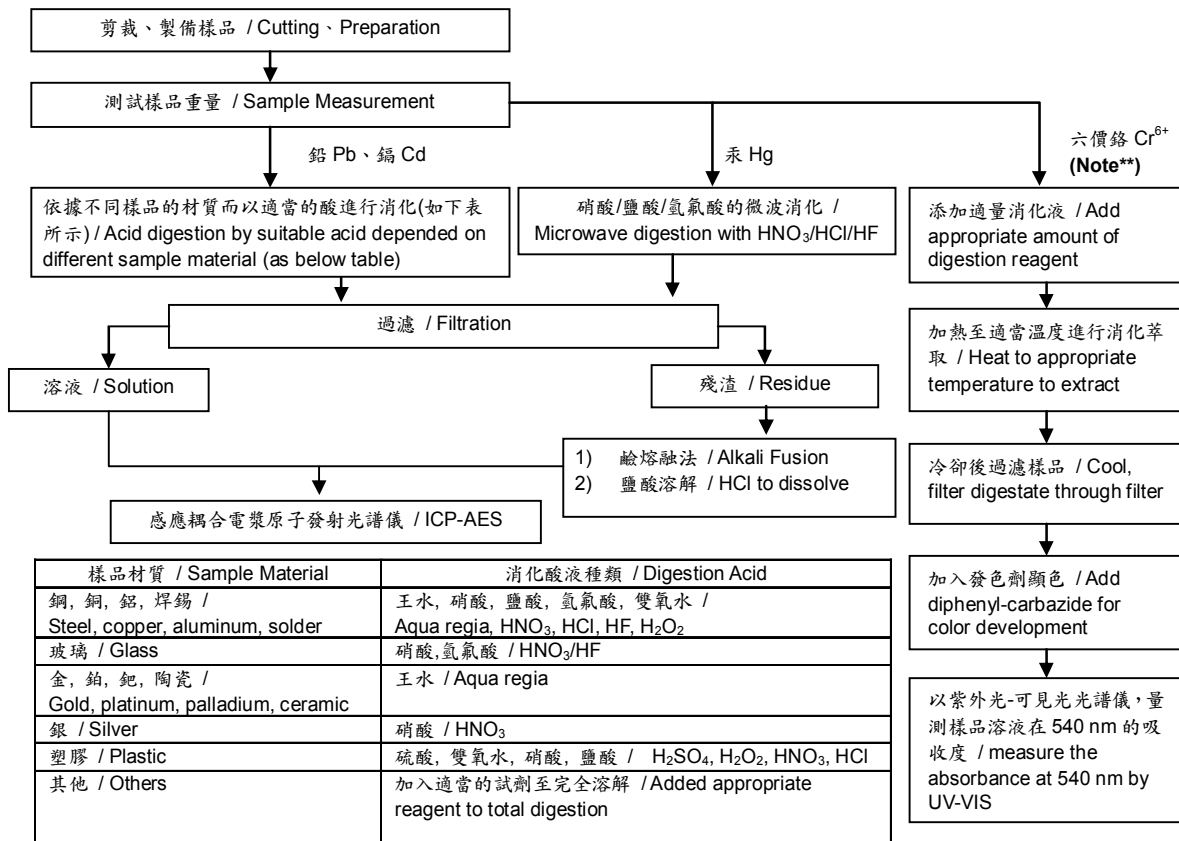 剪裁、製備樣品 / Cutting、Preparation
測試樣品重量 / Sample Measurement
鉛 Pb、鎘 Cd
汞 Hg
六價鉻 Cr⁶⁺
(Note**)
依據不同樣品的材質而以適當的酸進行消化(如下表
所示) / Acid digestion by suitable acid depended on
different sample material (as below table)
硝酸/鹽酸/氫氟酸的微波消化 /
Microwave digestion with HNO₃/HCl/HF
添加適量消化液 / Add
appropriate amount of
digestion reagent
過濾 / Filtration
加熱至適當溫度進行消化萃
取 / Heat to appropriate
temperature to extract
溶液 / Solution
殘渣 / Residue
1) 鹼熔融法 / Alkali Fusion
2) 鹽酸溶解 / HCl to dissolve
冷卻後過濾樣品 / Cool,
filter digestate through filter
感應耦合電漿原子發射光譜儀 / ICP-AES
加入發色劑顯色 / Add
diphenyl-carbazide for
color development
以紫外光-可見光光譜儀，量
測樣品溶液在 540 nm 的吸
收度 / measure the
absorbance at 540 nm by
UV-VIS
樣品材質 / Sample Material
消化酸液種類 / Digestion Acid
鋼, 銅, 鋁, 焊錫 /
Steel, copper, aluminum, solder
王水, 硝酸, 鹽酸, 氫氟酸, 雙氧水 /
Aqua regia, HNO₃, HCl, HF, H₂O₂
玻璃 / Glass
硝酸,氫氟酸 / HNO₃/HF
金, 鉑, 鈀, 陶瓷 /
Gold, platinum, palladium, ceramic
王水 / Aqua regia
銀 / Silver
硝酸 / HNO₃
塑膠 / Plastic
硫酸, 雙氧水, 硝酸, 鹽酸 / H₂SO₄, H₂O₂, HNO₃, HCl
其他 / Others
加入適當的試劑至完全溶解 / Added appropriate
reagent to total digestion